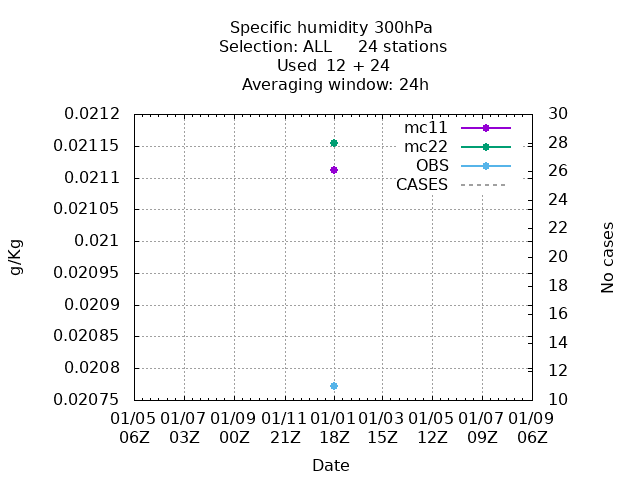 Specific humidity 300hPa
Selection: ALL 24 stations
Used 12 + 24
Averaging window: 24h
0.0212
0.02115
0.0211
0.02105
0.021
0.02095
0.0209
0.02085
0.0208
0.02075
g/Kg
mc11
mc22
OBS
CASES
30
28
26
24
22
20
18
16
14
12
10
No cases
01/05 01/07 01/09 01/11 01/01 01/03 01/05 01/07 01/09
06Z 03Z 00Z 21Z 18Z 15Z 12Z 09Z 06Z
Date